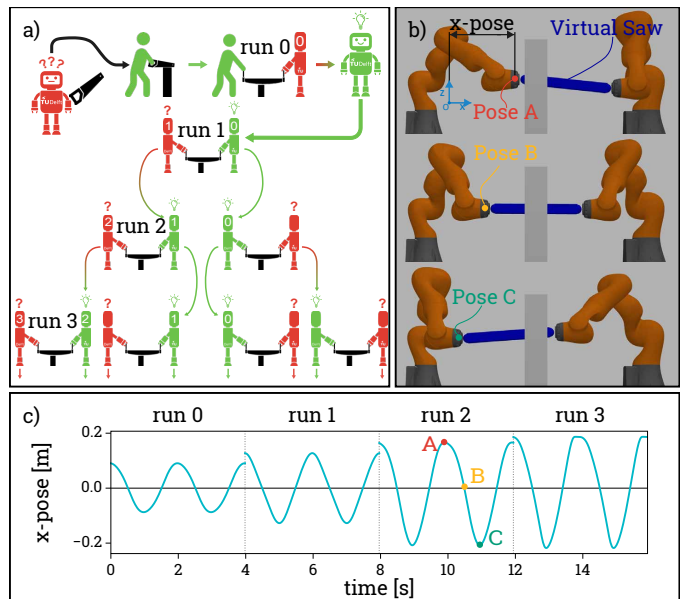 a)
? ? ?
TUDelft
run 0
0
TUDelft
?
1
run 1
0
?
2
run 2
1
0
?
?
3
run 3
2
?
1
0
?
?
b)
x-pose
Virtual Saw
z
o
x
Pose A
Pose B
Pose C
c)
run 0
run 1
run 2
run 3
x-pose [m]
0.2
0.0
−0.2
A
B
C
0
2
4
6
8
10
12
14
time [s]